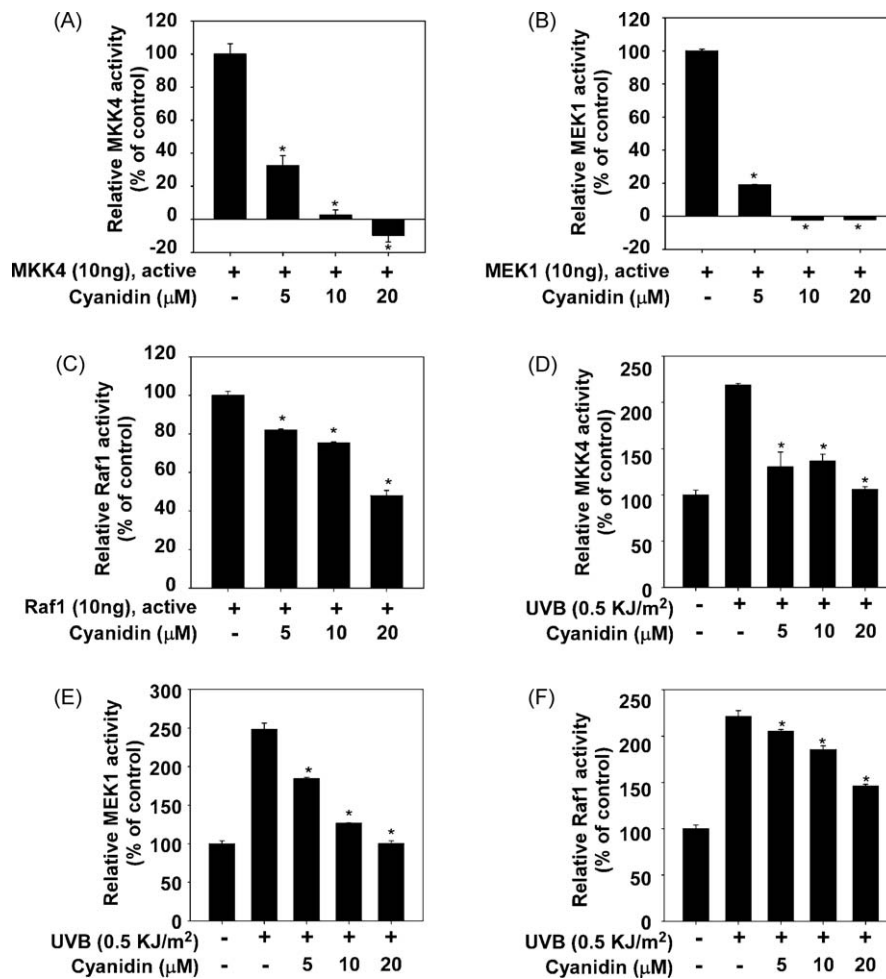 (A)
Relative MKK4 activity
(% of control)
120
100
80
60
40
20
0
-20
*
*
*
MKK4 (10ng), active + + + +
Cyanidin (μM) - 5 10 20
(B)
Relative MEK1 activity
(% of control)
120
100
80
60
40
20
0
-20
*
*
*
MEK1 (10ng), active + + + +
Cyanidin (μM) - 5 10 20
(C)
Relative Raf1 activity
(% of control)
120
100
80
60
40
20
0
*
*
*
Raf1 (10ng), active + + + +
Cyanidin (μM) - 5 10 20
(D)
Relative MKK4 activity
(% of control)
250
200
150
100
50
0
*
*
*
UVB (0.5 KJ/m²) - + + + +
Cyanidin (μM) - - 5 10 20
(E)
Relative MEK1 activity
(% of control)
300
250
200
150
100
50
0
*
*
*
UVB (0.5 KJ/m²) - + + + +
Cyanidin (μM) - - 5 10 20
(F)
Relative Raf1 activity
(% of control)
250
200
150
100
50
0
*
*
*
UVB (0.5 KJ/m²) - + + + +
Cyanidin (μM) - - 5 10 20